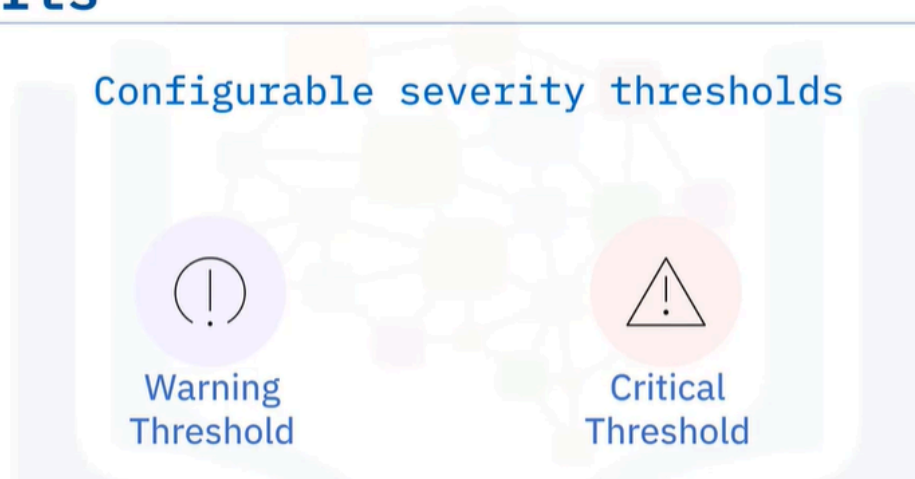 Configurable severity thresholds
Warning
Threshold
Critical
Threshold